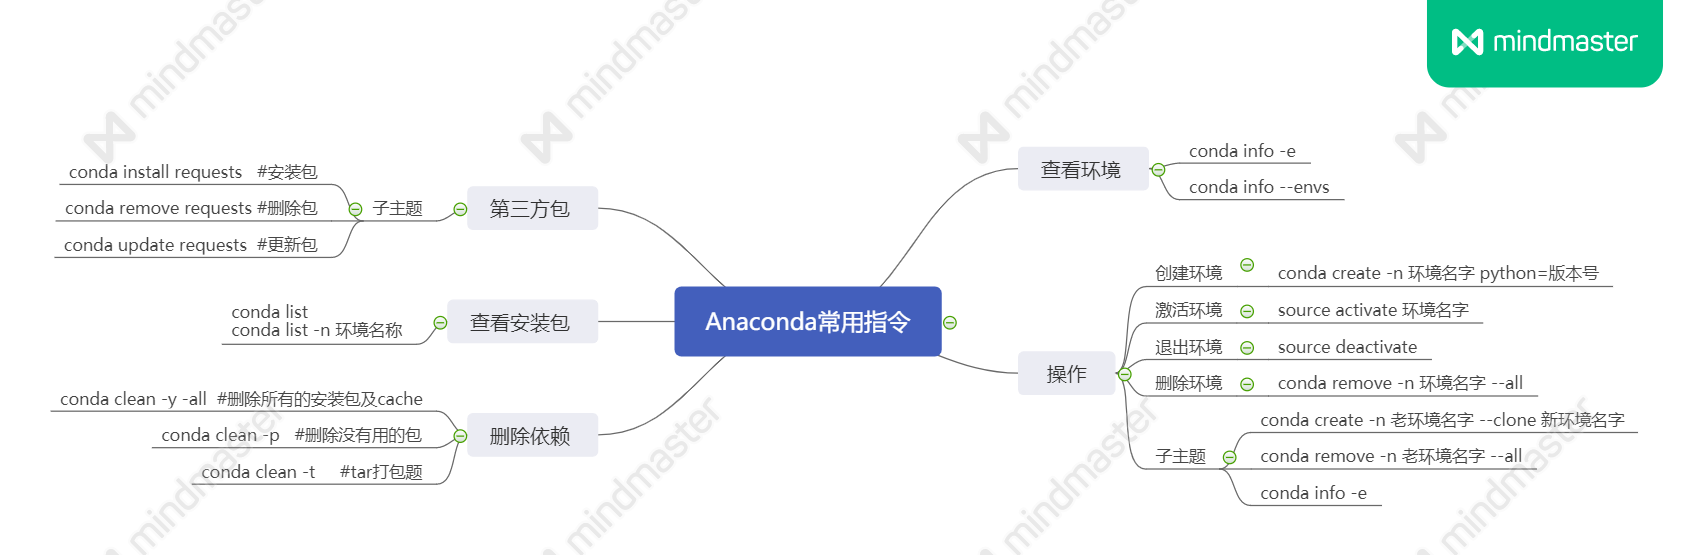 mindmaster
Anaconda常用指令
第三方包
子主题
conda install requests #安装包
conda remove requests #删除包
conda update requests #更新包
查看安装包
conda list
conda list -n 环境名称
删除依赖
conda clean -y -all #删除所有的安装包及cache
conda clean -p #删除没有用的包
conda clean -t #tar打包题
查看环境
conda info -e
conda info --envs
操作
创建环境 conda create -n 环境名字 python=版本号
激活环境 source activate 环境名字
退出环境 source deactivate
删除环境 conda remove -n 环境名字 --all
子主题
conda create -n 老环境名字 --clone 新环境名字
conda remove -n 老环境名字 --all
conda info -e
mindmaster
mindmaster
mindmaster
mindmaster
mindmaster
mindmaster
mindmaster